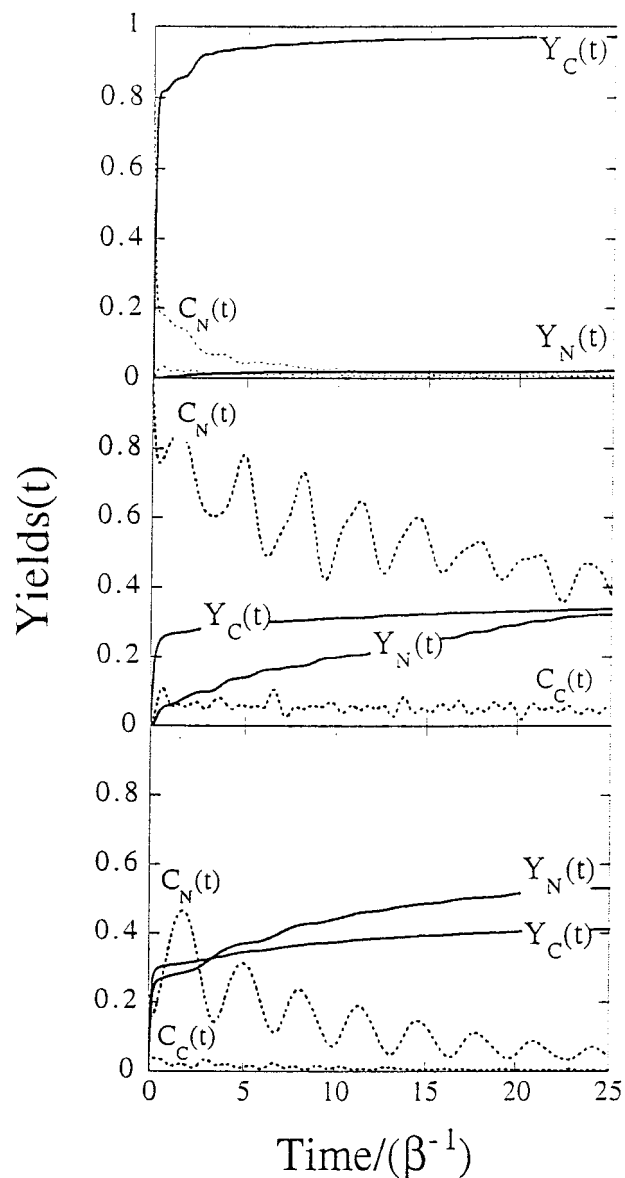 1
Y_C(t)
0.8
0.6
0.4
0.2
C_N(t)
Y_N(t)
0
C_N(t)
0.8
0.6
0.4
Y_C(t)
Y_N(t)
0.2
C_C(t)
0
0.8
0.6
C_N(t)
Y_N(t)
0.4
Y_C(t)
0.2
C_C(t)
0
0 5 10 15 20 25
Yields(t)
Time/(β⁻¹)